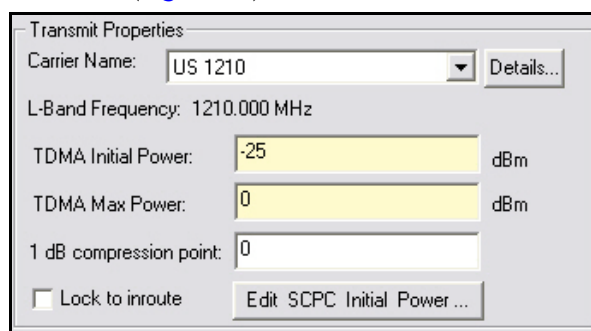 Transmit Properties
Carrier Name: US 1210 Details...
L-Band Frequency: 1210.000 MHz
TDMA Initial Power: -25 dBm
TDMA Max Power: 0 dBm
1 dB compression point: 0
Lock to inroute Edit SCPC Initial Power ...